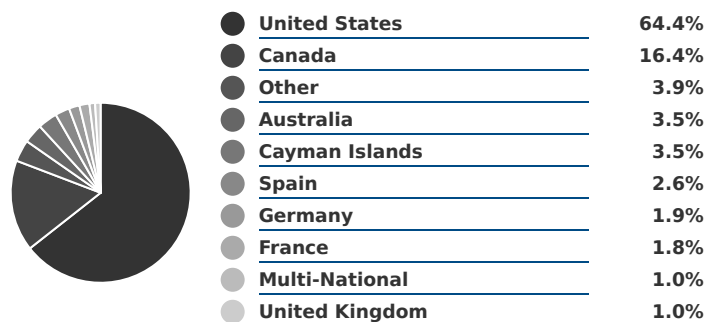 United States 64.4%
Canada 16.4%
Other 3.9%
Australia 3.5%
Cayman Islands 3.5%
Spain 2.6%
Germany 1.9%
France 1.8%
Multi-National 1.0%
United Kingdom 1.0%